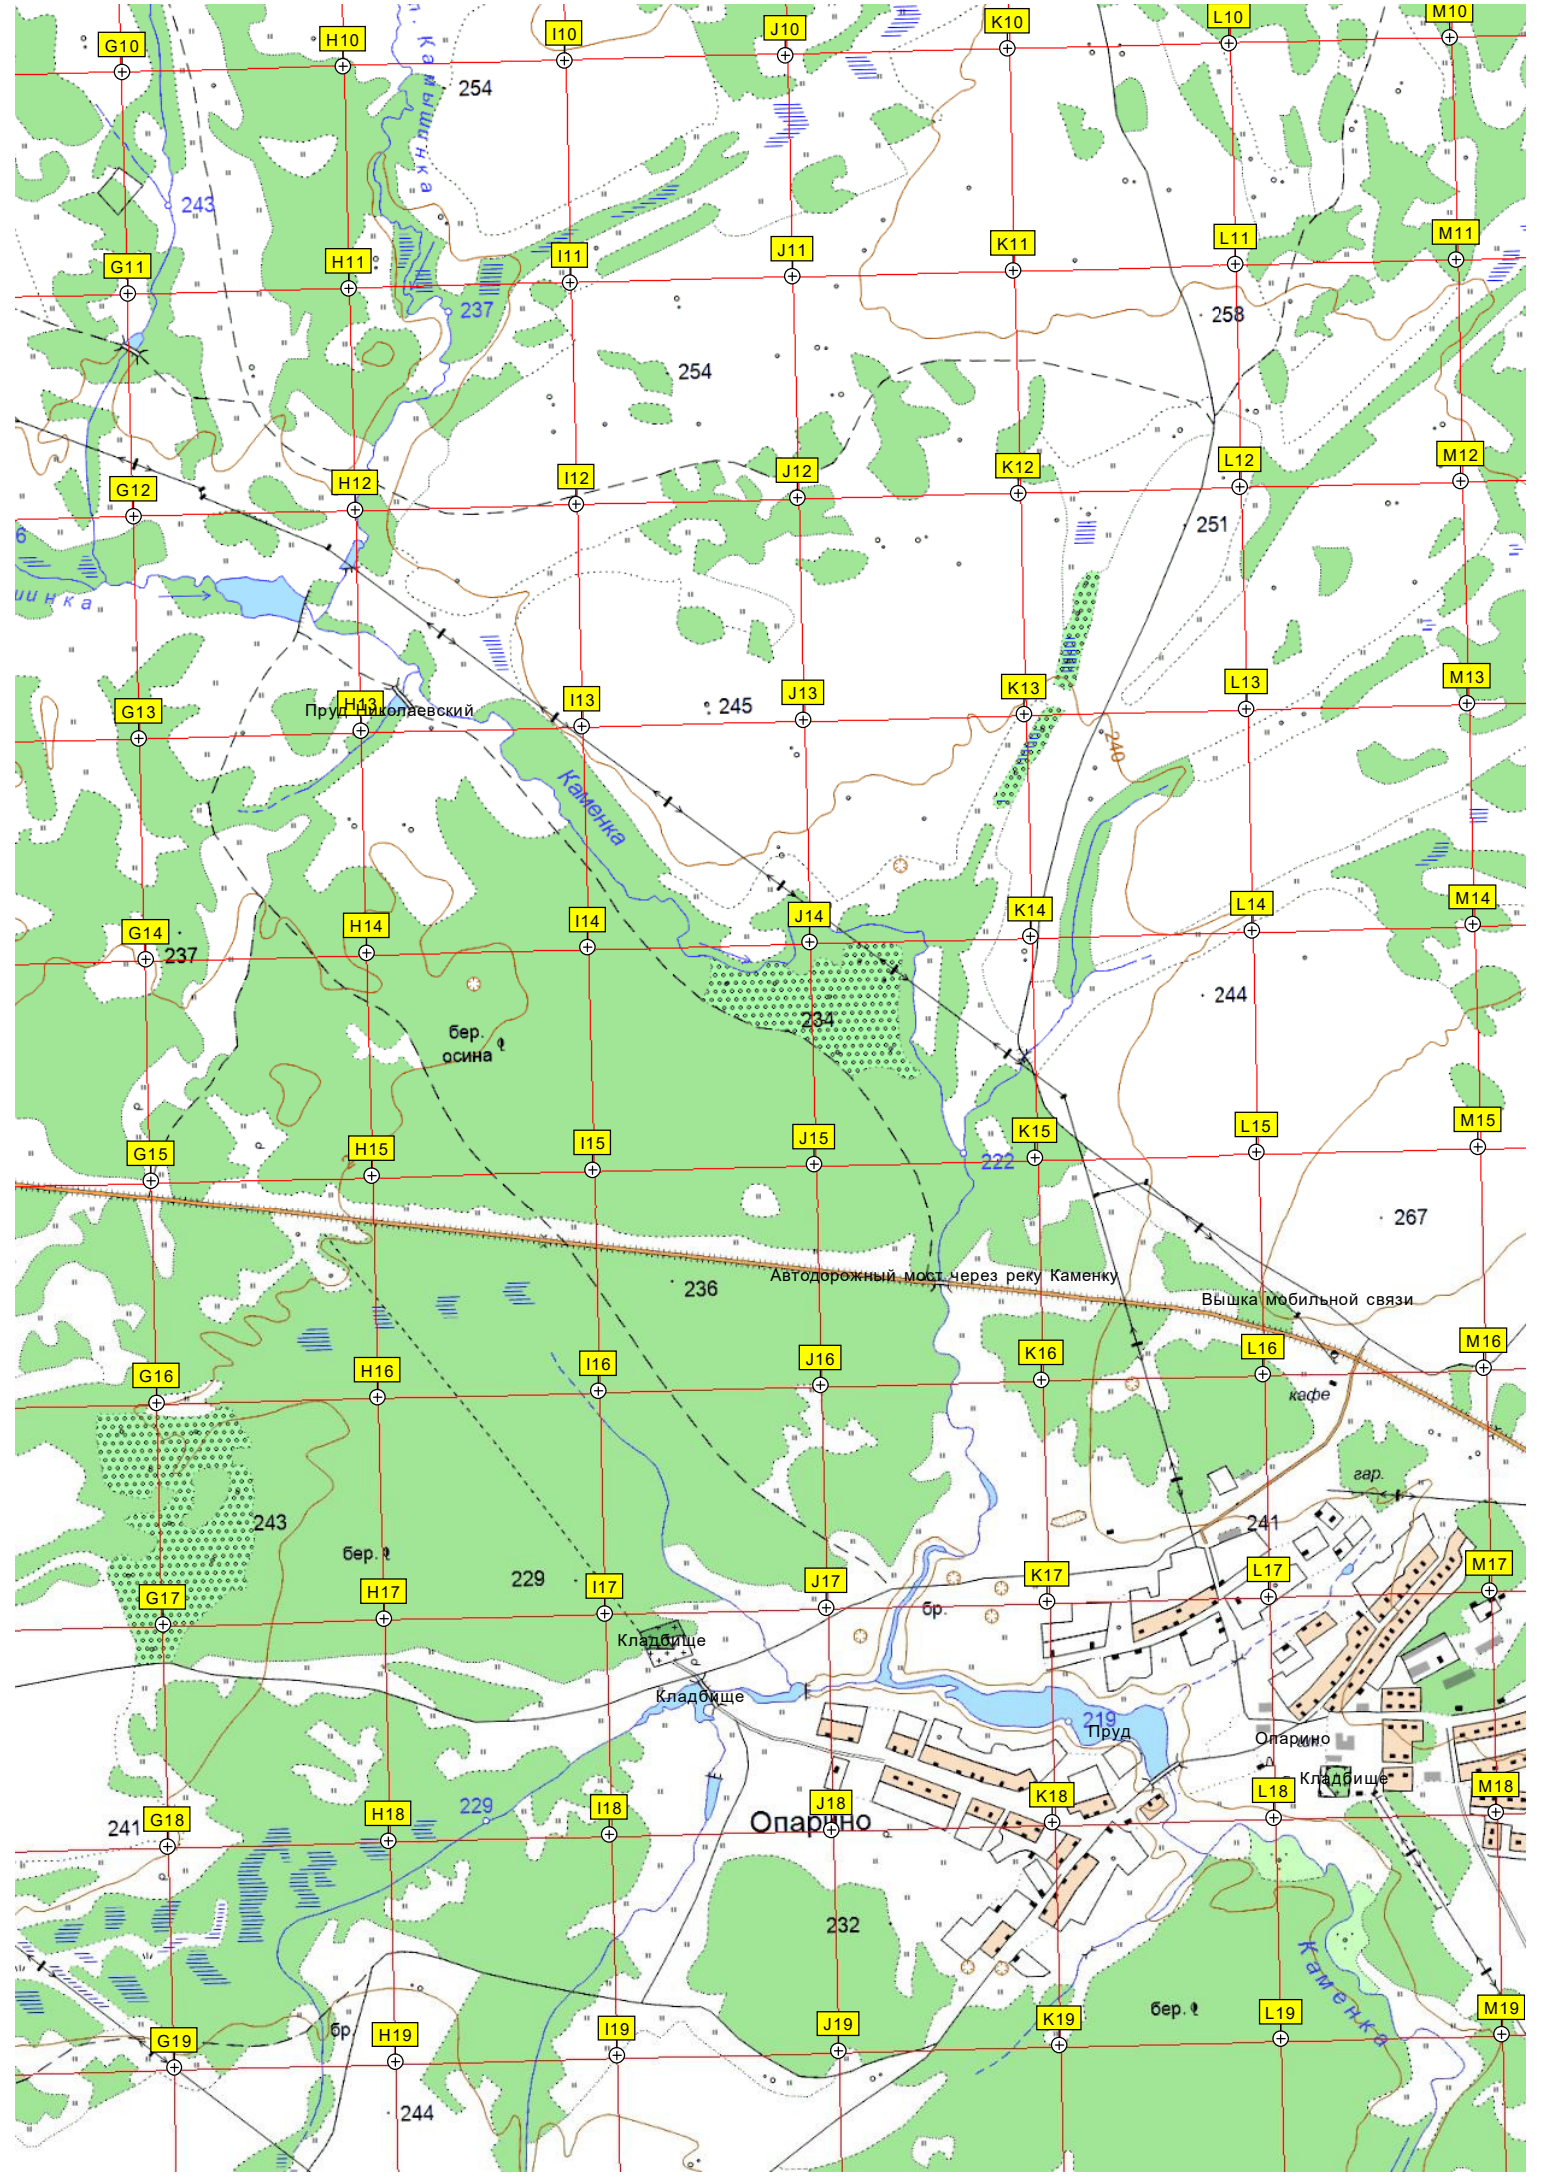 G10
H10
I10
J10
K10
L10
M10
Камышинка
254
243
G11
H11
I11
J11
K11
L11
M11
237
258
254
G12
H12
I12
J12
K12
L12
M12
251
6
шинка
G13
H13
I13
J13
K13
L13
M13
Пруд Николаевский
245
240
Каменка
G14
H14
I14
J14
K14
L14
M14
237
244
234
бер.
осина
G15
H15
I15
J15
K15
L15
M15
222
267
236
Автодорожный мост через реку Каменку
Вышка мобильной связи
G16
H16
I16
J16
K16
L16
M16
кафе
гар.
243
241
бер.
229
G17
H17
I17
J17
K17
L17
M17
бр.
Кладбище
Кладбище
219
Пруд
Опарино
Кладбище
G18
H18
I18
J18
K18
L18
M18
229
241
Опарино
232
Каменка
бер.
бр.
G19
H19
I19
J19
K19
L19
M19
244